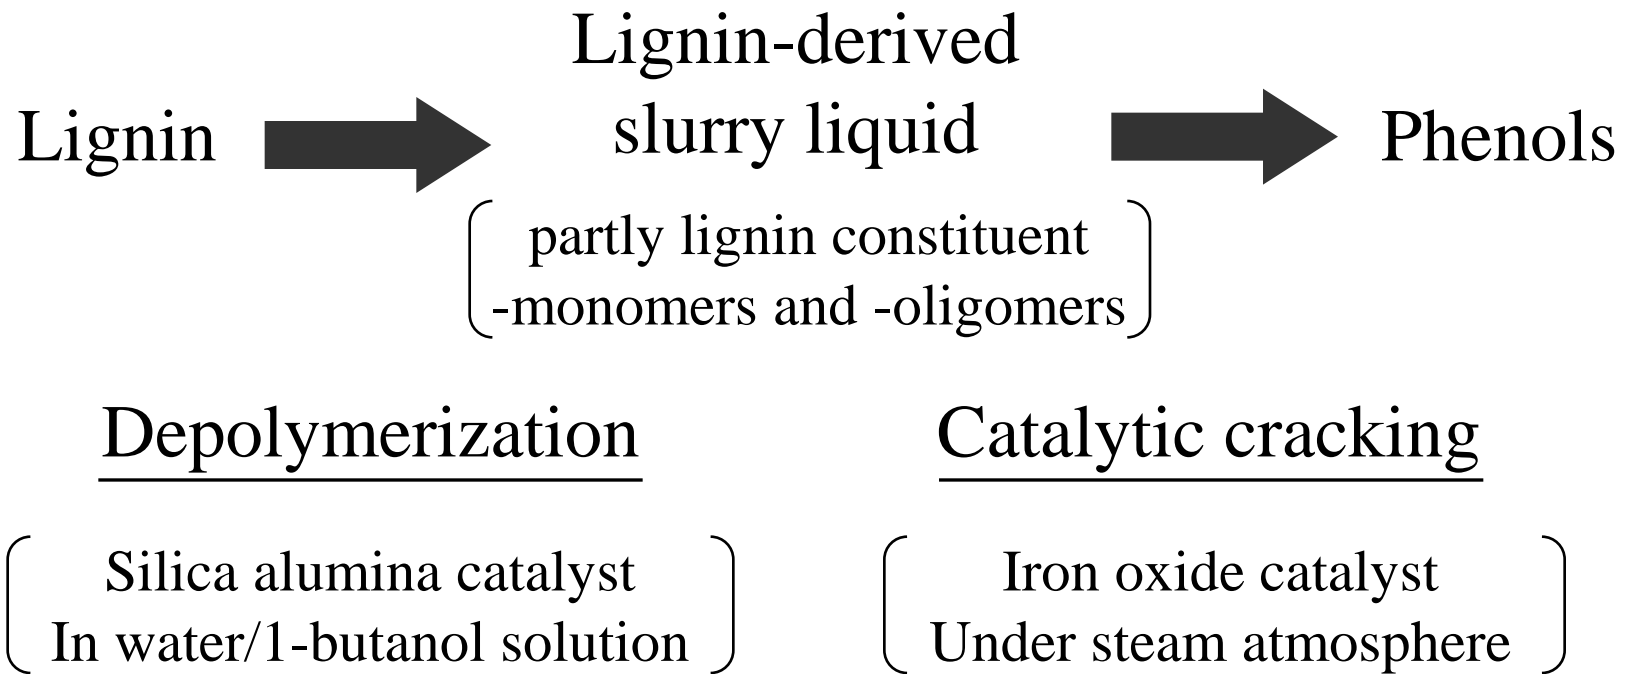 Lignin
Lignin-derived
slurry liquid
Phenols
partly lignin constituent
-monomers and -oligomers
Depolymerization
Silica alumina catalyst
In water/1-butanol solution
Catalytic cracking
Iron oxide catalyst
Under steam atmosphere